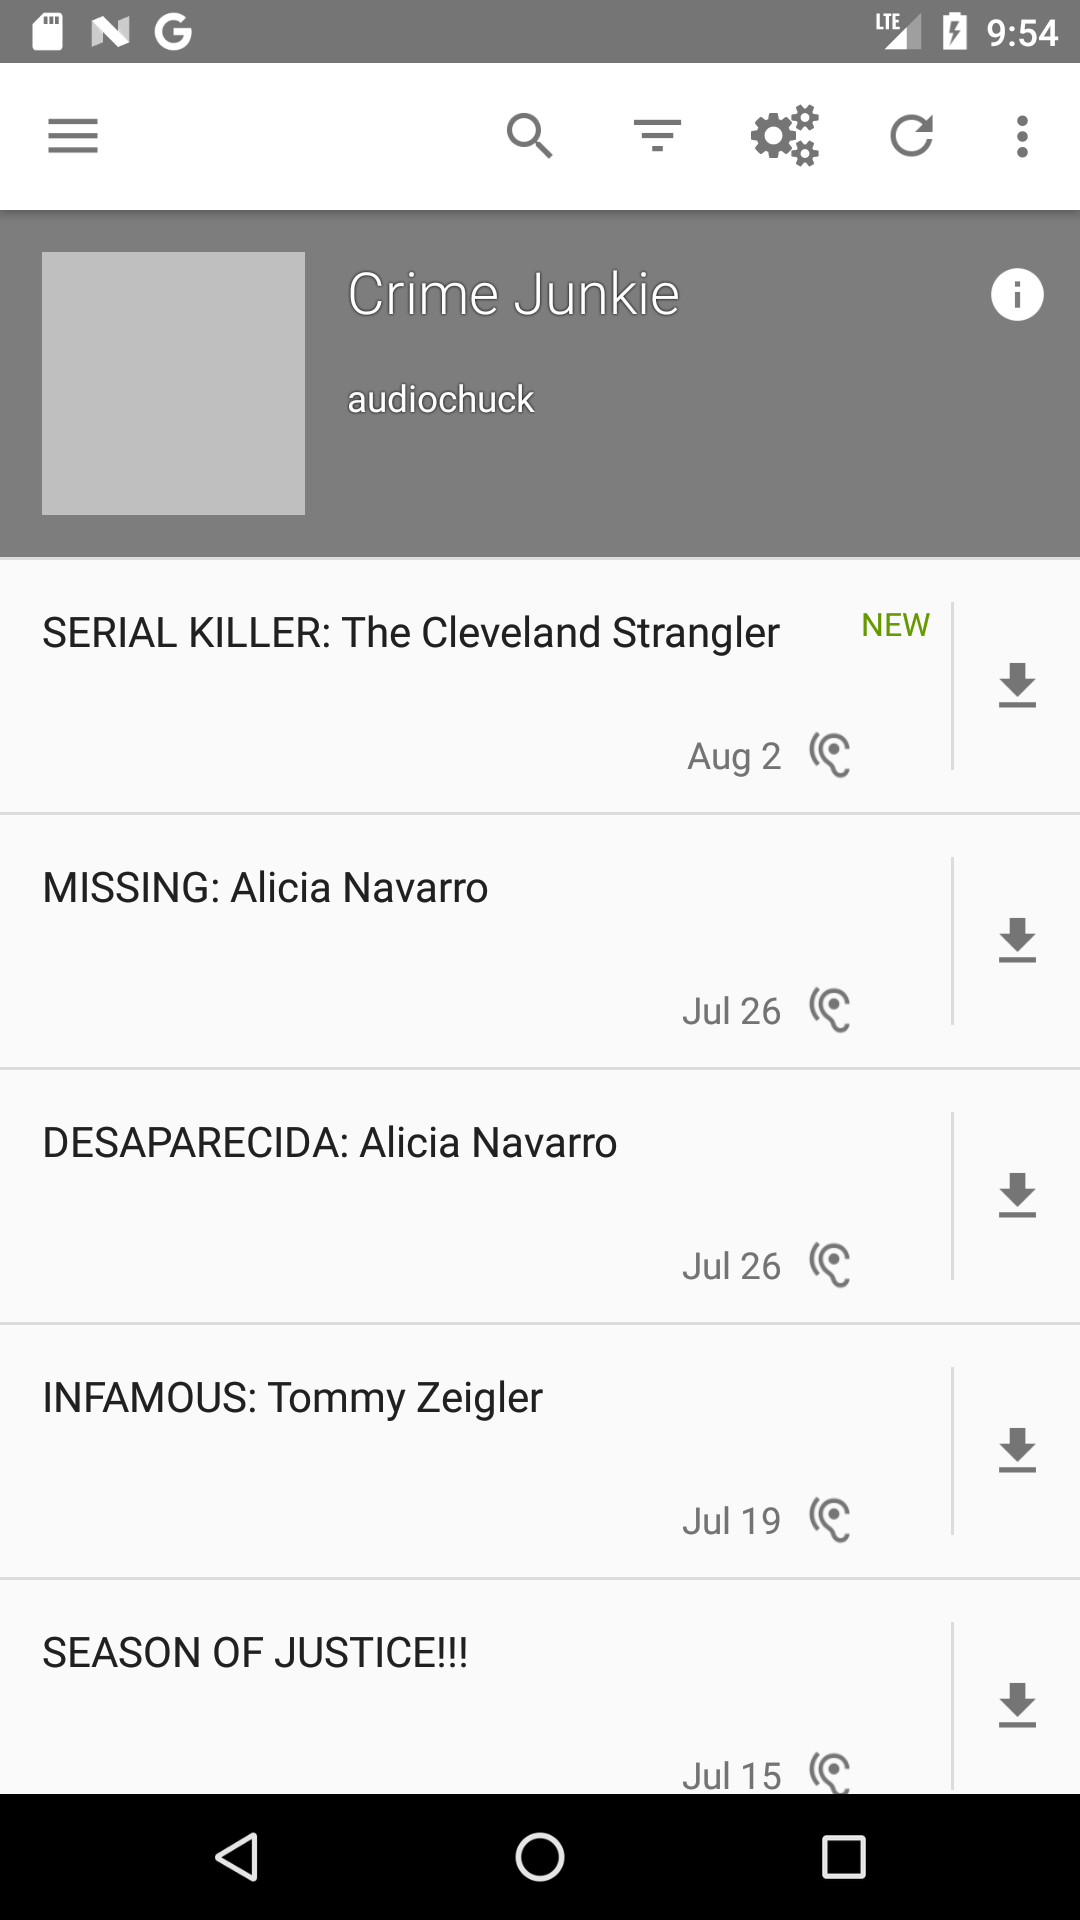 LTE 9:54
Crime Junkie
audiochuck
SERIAL KILLER: The Cleveland Strangler
NEW
Aug 2
MISSING: Alicia Navarro
Jul 26
DESAPARECIDA: Alicia Navarro
Jul 26
INFAMOUS: Tommy Zeigler
Jul 19
SEASON OF JUSTICE!!!
Jul 15